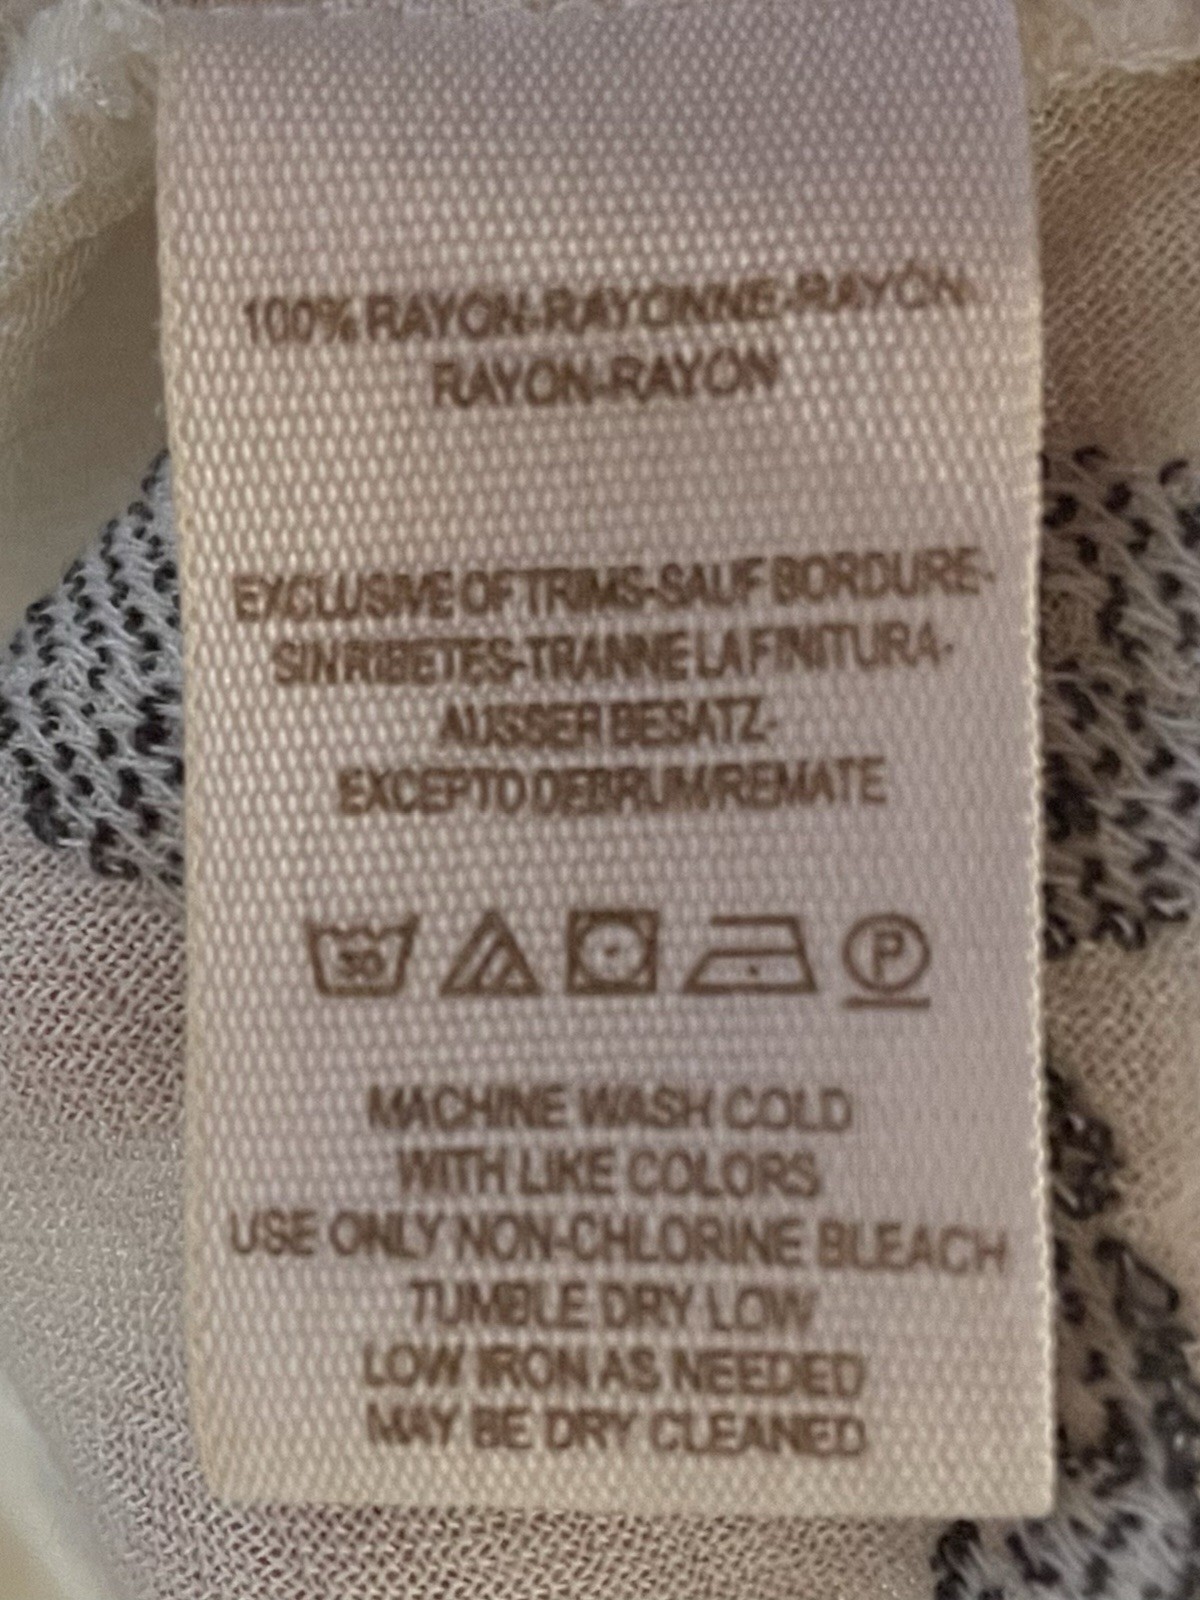 100% RAYON-RAYONNE-RAYÓN-
RAYON-RAYON
EXCLUSIVE OF TRIMS-SAUF BORDURE-
SIN RIBETES-TRANNE LA FINITURA-
AUSSER BESATZ-
EXCEPTO DEBRUM/REMATE
30
P
MACHINE WASH COLD
WITH LIKE COLORS
USE ONLY NON-CHLORINE BLEACH
TUMBLE DRY LOW
LOW IRON AS NEEDED
MAY BE DRY CLEANED